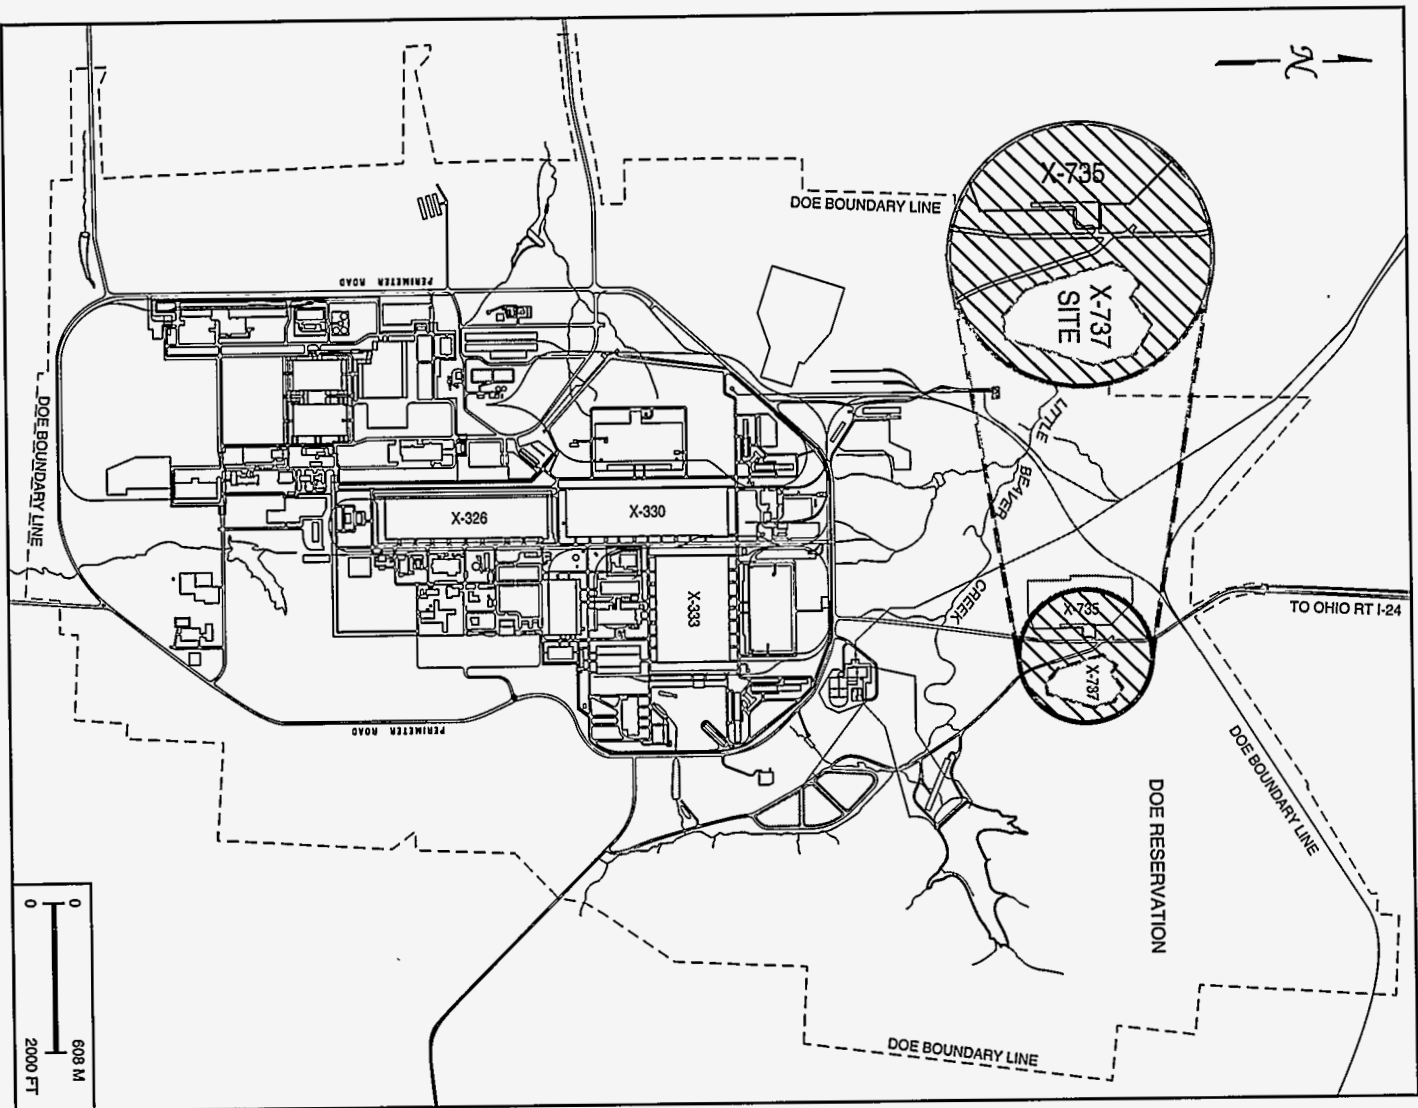 N
X-735
X-737
SITE
DOE BOUNDARY LINE
PERIMETER ROAD
DOE BOUNDARY LINE
LITTLE
BEAVER
CREEK
X-326
X-330
X-333
X-735
X-737
TO OHIO RT I-24
PERIMETER ROAD
DOE BOUNDARY LINE
DOE RESERVATION
DOE BOUNDARY LINE
0 608 M
0 2000 FT